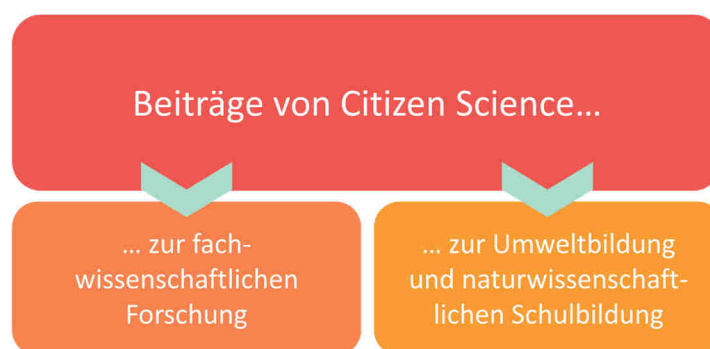 Beiträge von Citizen Science…
… zur fach-
wissenschaftlichen
Forschung
… zur Umweltbildung
und naturwissenschaft-
lichen Schulbildung